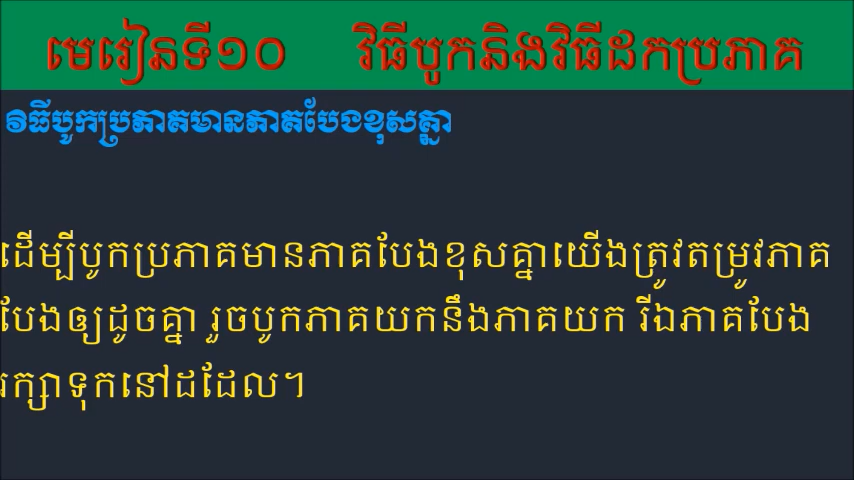 មេរៀនទី១០ វិធីបូកនិងវិធីដកប្រភាគ
វិធីបូកប្រភាគមានភាគបែងខុសគ្នា
ដើម្បីបូកប្រភាគមានភាគបែងខុសគ្នាយើងត្រូវតម្រូវភាគ
បែងឲ្យដូចគ្នា រួចបូកភាគយកនឹងភាគយក រីឯភាគបែង
រក្សាទុកនៅដដែល។